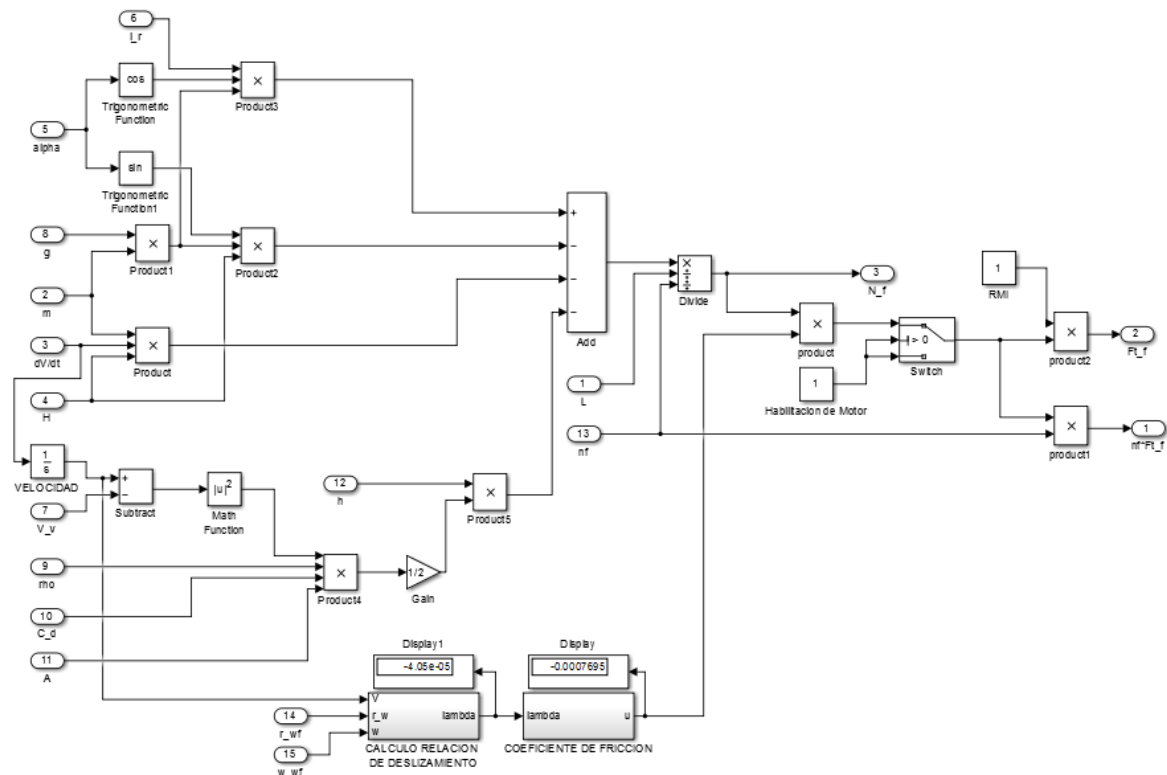 6
l_r
cos
Trigonometric
Function
×
Product3
5
alpha
sin
Trigonometric
Function1
8
g
×
Product1
×
Product2
2
m
3
dV/dt
×
Product
4
H
+
−
−
−
Add
1
L
13
nf
×
÷
÷
Divide
3
N_f
×
product
1
Habilitacion de Motor
> 0
Switch
1
RMI
×
product2
2
Ft_f
×
product1
1
nf*Ft_f
1
s
VELOCIDAD
7
V_v
+
−
Subtract
|u|²
Math
Function
9
rho
10
C_d
11
A
×
Product4
1/2
Gain
12
h
×
Product5
Display1
-4.05e-05
Display
-0.0007695
14
r_wf
15
w_wf
V
r_w
w
lambda
CALCULO RELACION
DE DESLIZAMIENTO
lambda
u
COEFICIENTE DE FRICCION